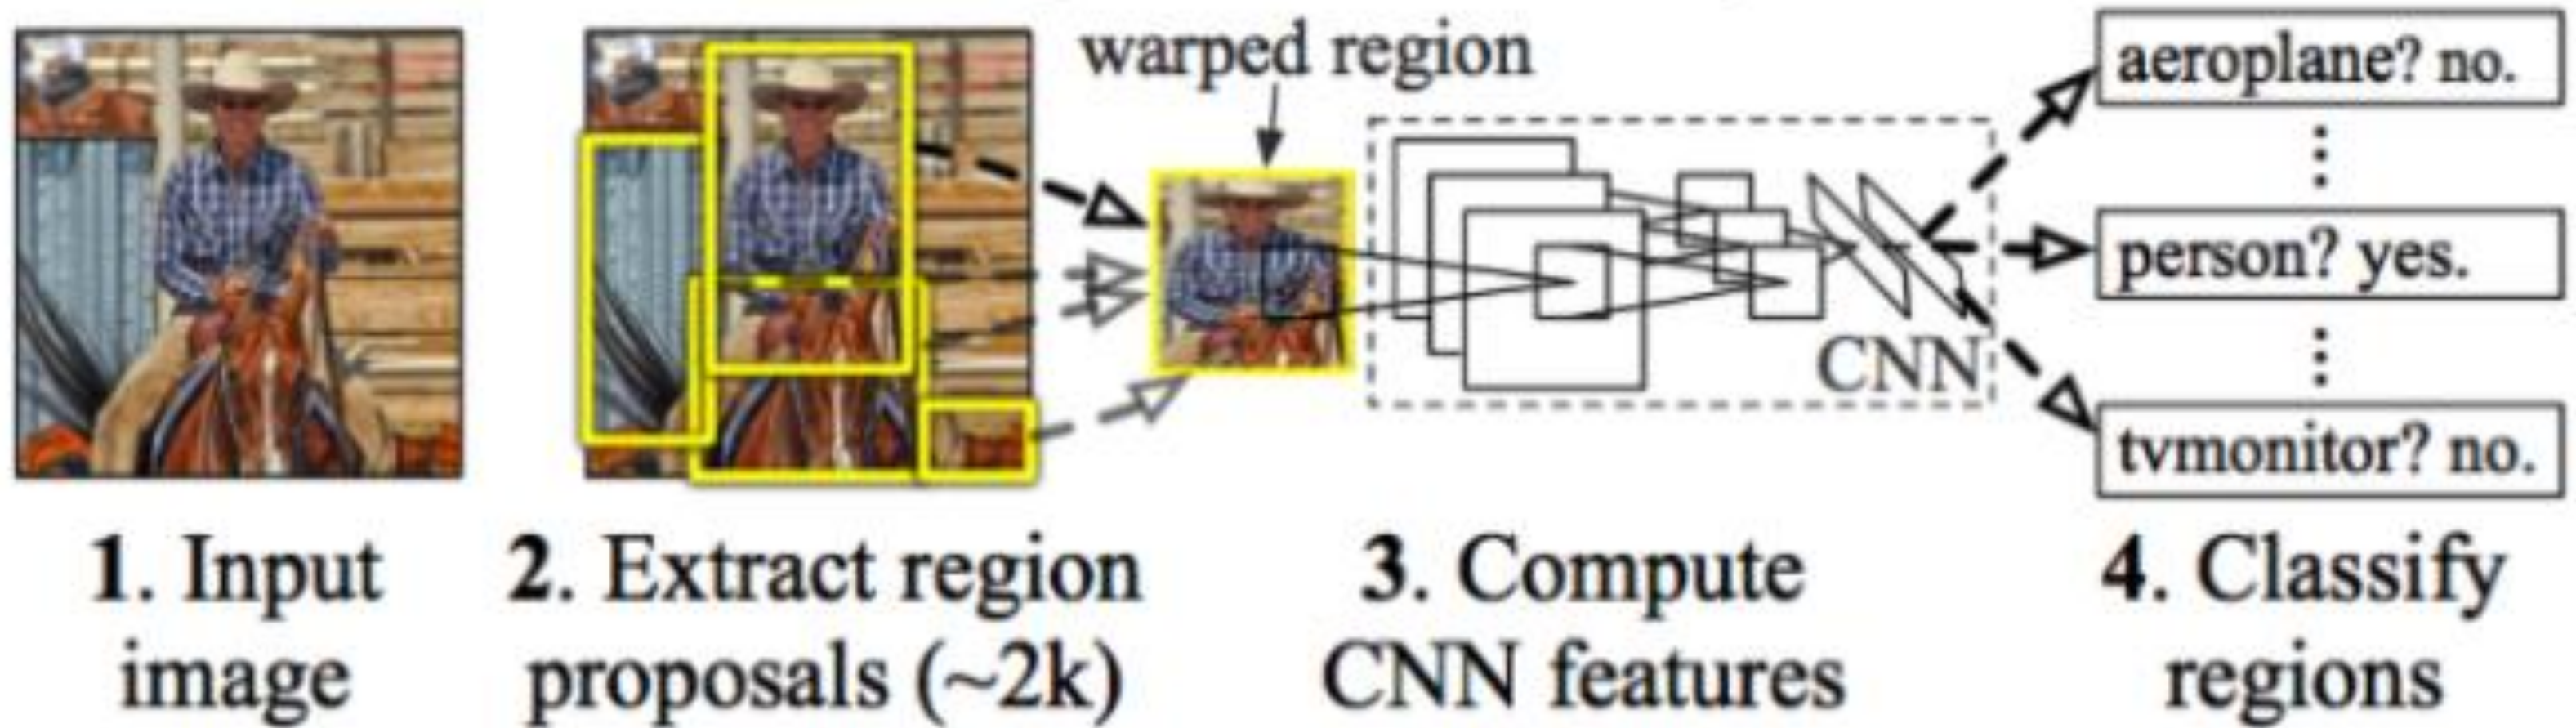 warped region
aeroplane? no.
person? yes.
CNN
tvmonitor? no.
1. Input
image
2. Extract region
proposals (~2k)
3. Compute
CNN features
4. Classify
regions